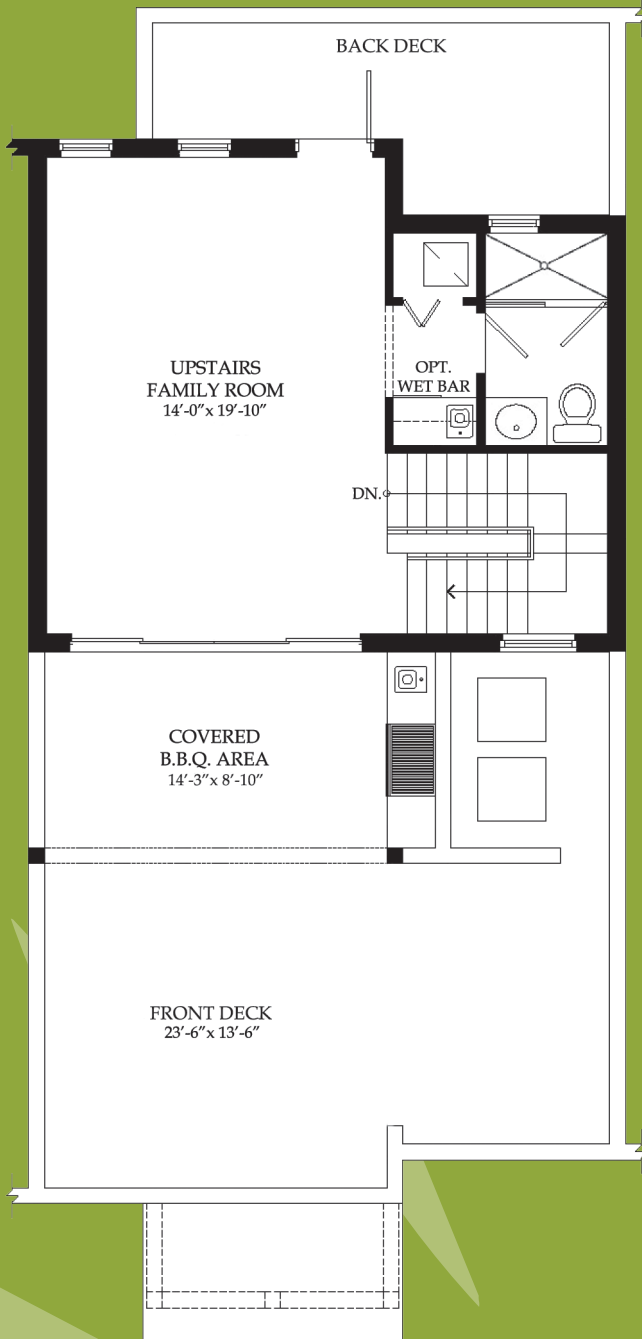 BACK DECK
UPSTAIRS
FAMILY ROOM
14′-0″ x 19′-10″
OPT.
WET BAR
DN.
COVERED
B.B.Q. AREA
14′-3″ x 8′-10″
FRONT DECK
23′-6″ x 13′-6″